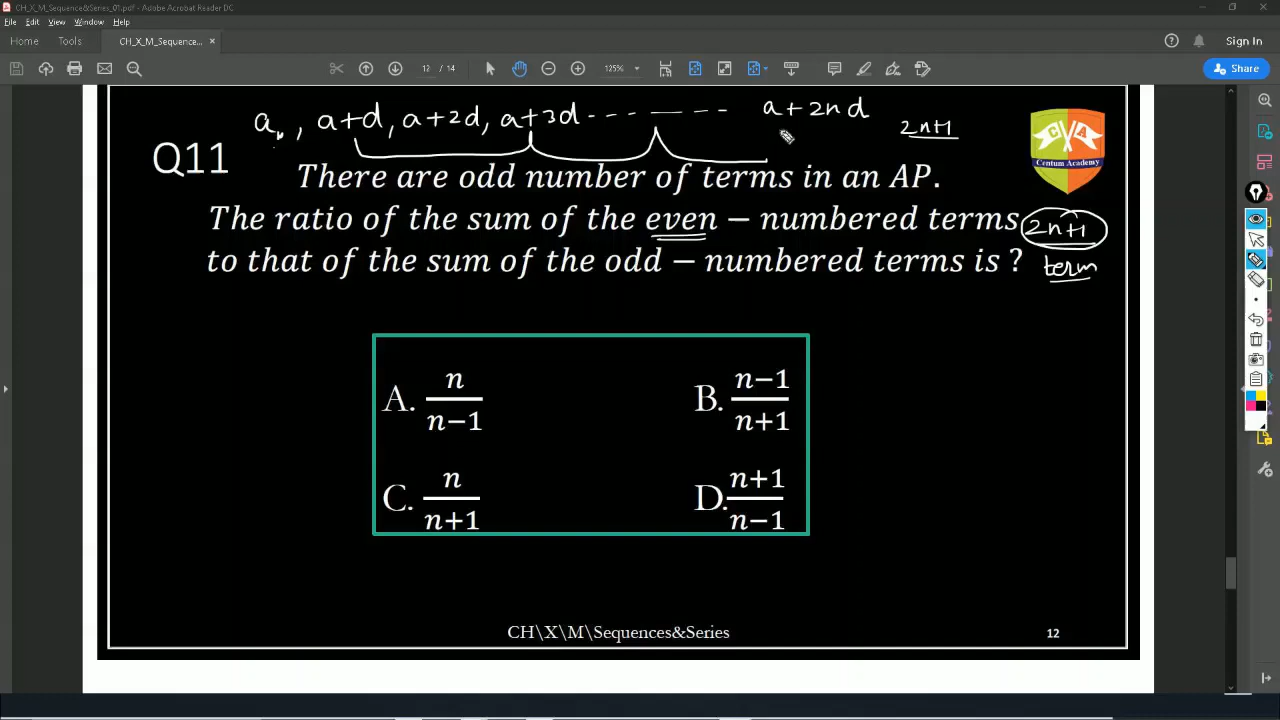 CH_X_M_Sequence&Series_01.pdf - Adobe Acrobat Reader DC
File Edit View Window Help
Home Tools CH_X_M_Sequence... × Sign In
12 / 14 125% Share
a, , a+d, a+2d, a+3d --- — -- a+2nd 2n+1
Q11
There are odd number of terms in an AP.
The ratio of the sum of the even − numbered terms 2n+1
to that of the sum of the odd − numbered terms is ? term
A. n/n−1 B. n−1/n+1
C. n/n+1 D. n+1/n−1
C A
Centum Academy
CH\X\M\Sequences&Series 12